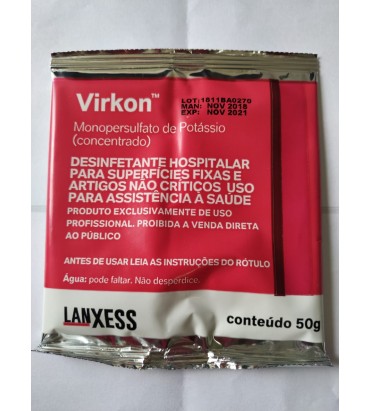 Virkon™
LOT: 1811BA0270
MAN: NOV 2018
EXP: NOV 2021
Monopersulfato de Potássio
(concentrado)
DESINFETANTE HOSPITALAR
PARA SUPERFÍCIES FIXAS E
ARTIGOS NÃO CRÍTICOS USO
PARA ASSISTÊNCIA À SAÚDE
PRODUTO EXCLUSIVAMENTE DE USO
PROFISSIONAL. PROIBIDA A VENDA DIRETA
AO PÚBLICO
ANTES DE USAR LEIA AS INSTRUÇÕES DO RÓTULO
Água: pode faltar. Não desperdice.
LANXESS
conteúdo 50g